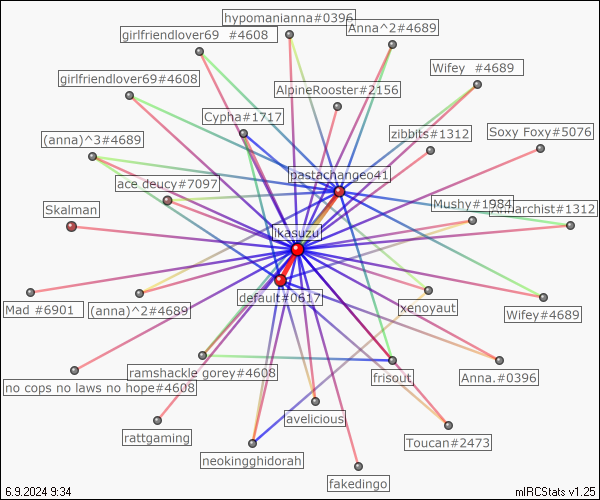 hypomanianna#0396
girlfriendlover69 #4608
Anna^2#4689
Wifey #4689
girlfriendlover69#4608
AlpineRooster#2156
Cypha#1717
zibbits#1312
Soxy Foxy#5076
(anna)^3#4689
pastachangeo41
ace deucy#7097
Mushy#1984
Skalman
likasuzu
default#0617
Mad #6901
(anna)^2#4689
xenoyaut
Wifey#4689
ramshackle gorey#4608
frisout
Anna.#0396
no cops no laws no hope#4608
avelicious
rattgaming
Toucan#2473
neokingghidorah
fakedingo
6.9.2024 9:34
mIRCStats v1.25